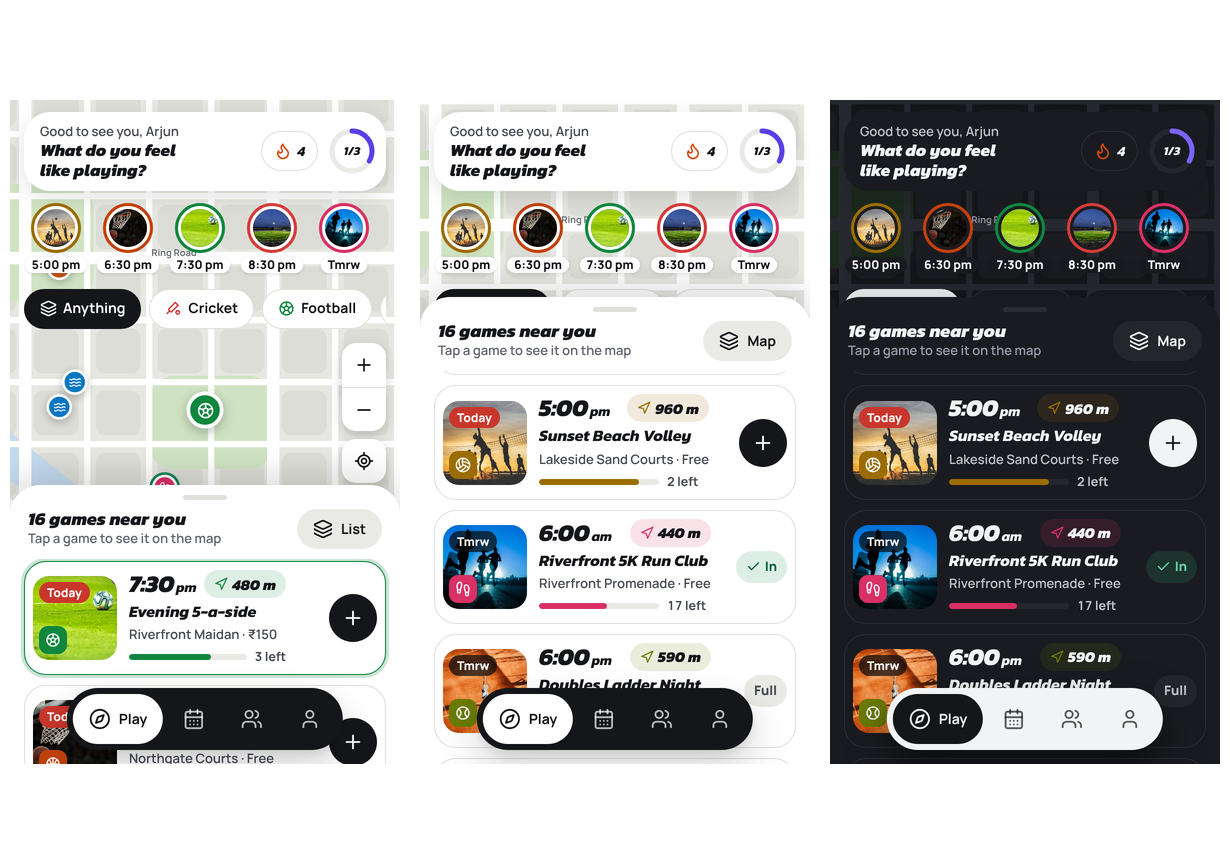 Good to see you, Arjun
What do you feel
like playing?
4
1/3
Ring Road
5:00 pm
6:30 pm
7:30 pm
8:30 pm
Tmrw
Anything
Cricket
Football
16 games near you
Tap a game to see it on the map
List
Today
7:30 pm
480 m
Evening 5-a-side
Riverfront Maidan · ₹150
3 left
Northgate Courts · Free
Play
Good to see you, Arjun
What do you feel
like playing?
4
1/3
5:00 pm
6:30 pm
7:30 pm
8:30 pm
Tmrw
16 games near you
Tap a game to see it on the map
Map
Today
5:00 pm
960 m
Sunset Beach Volley
Lakeside Sand Courts · Free
2 left
Tmrw
6:00 am
440 m
Riverfront 5K Run Club
Riverfront Promenade · Free
17 left
In
Tmrw
6:00 pm
590 m
Doubles Ladder Night
Full
Play
Good to see you, Arjun
What do you feel
like playing?
4
1/3
5:00 pm
6:30 pm
7:30 pm
8:30 pm
Tmrw
16 games near you
Tap a game to see it on the map
Map
Today
5:00 pm
960 m
Sunset Beach Volley
Lakeside Sand Courts · Free
2 left
Tmrw
6:00 am
440 m
Riverfront 5K Run Club
Riverfront Promenade · Free
17 left
In
Tmrw
6:00 pm
590 m
Doubles Ladder Night
Full
Play